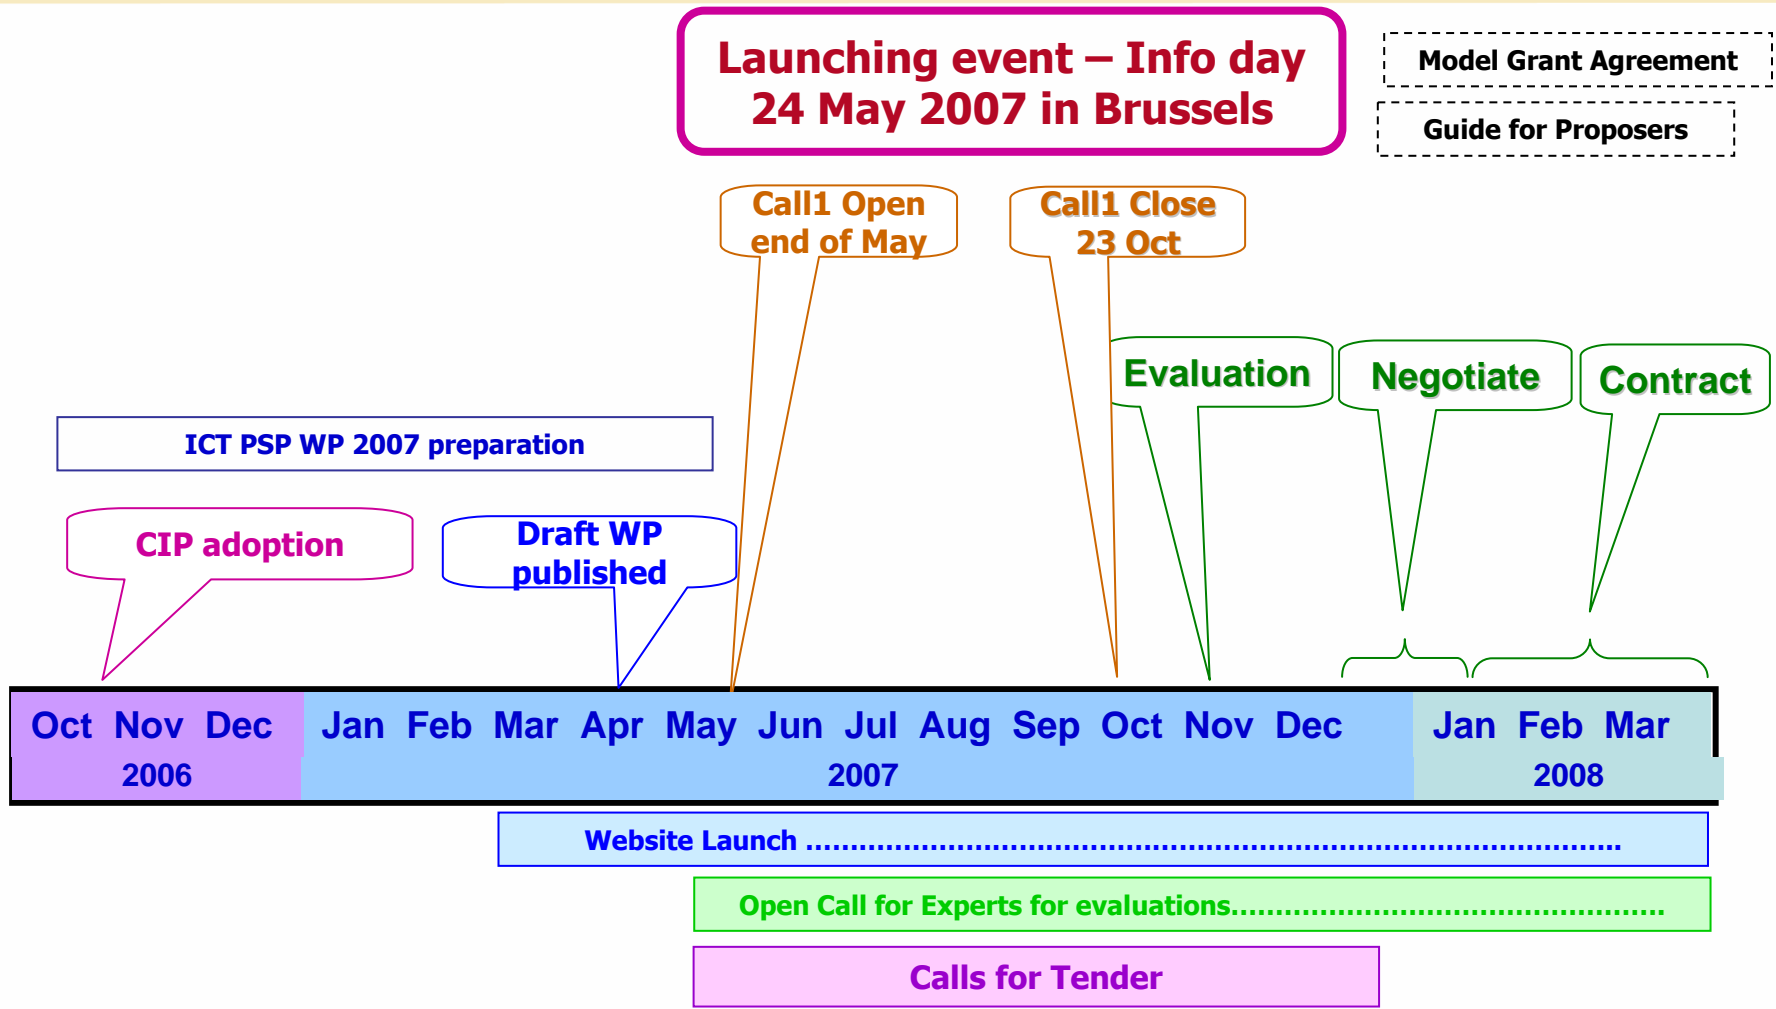 Launching event – Info day
24 May 2007 in Brussels
Model Grant Agreement
Guide for Proposers
Call1 Open
end of May
Call1 Close
23 Oct
Evaluation
Negotiate
Contract
ICT PSP WP 2007 preparation
CIP adoption
Draft WP
published
Oct Nov Dec Jan Feb Mar Apr May Jun Jul Aug Sep Oct Nov Dec Jan Feb Mar
2006 2007 2008
Website Launch ...........................................................................................
Open Call for Experts for evaluations................................................
Calls for Tender